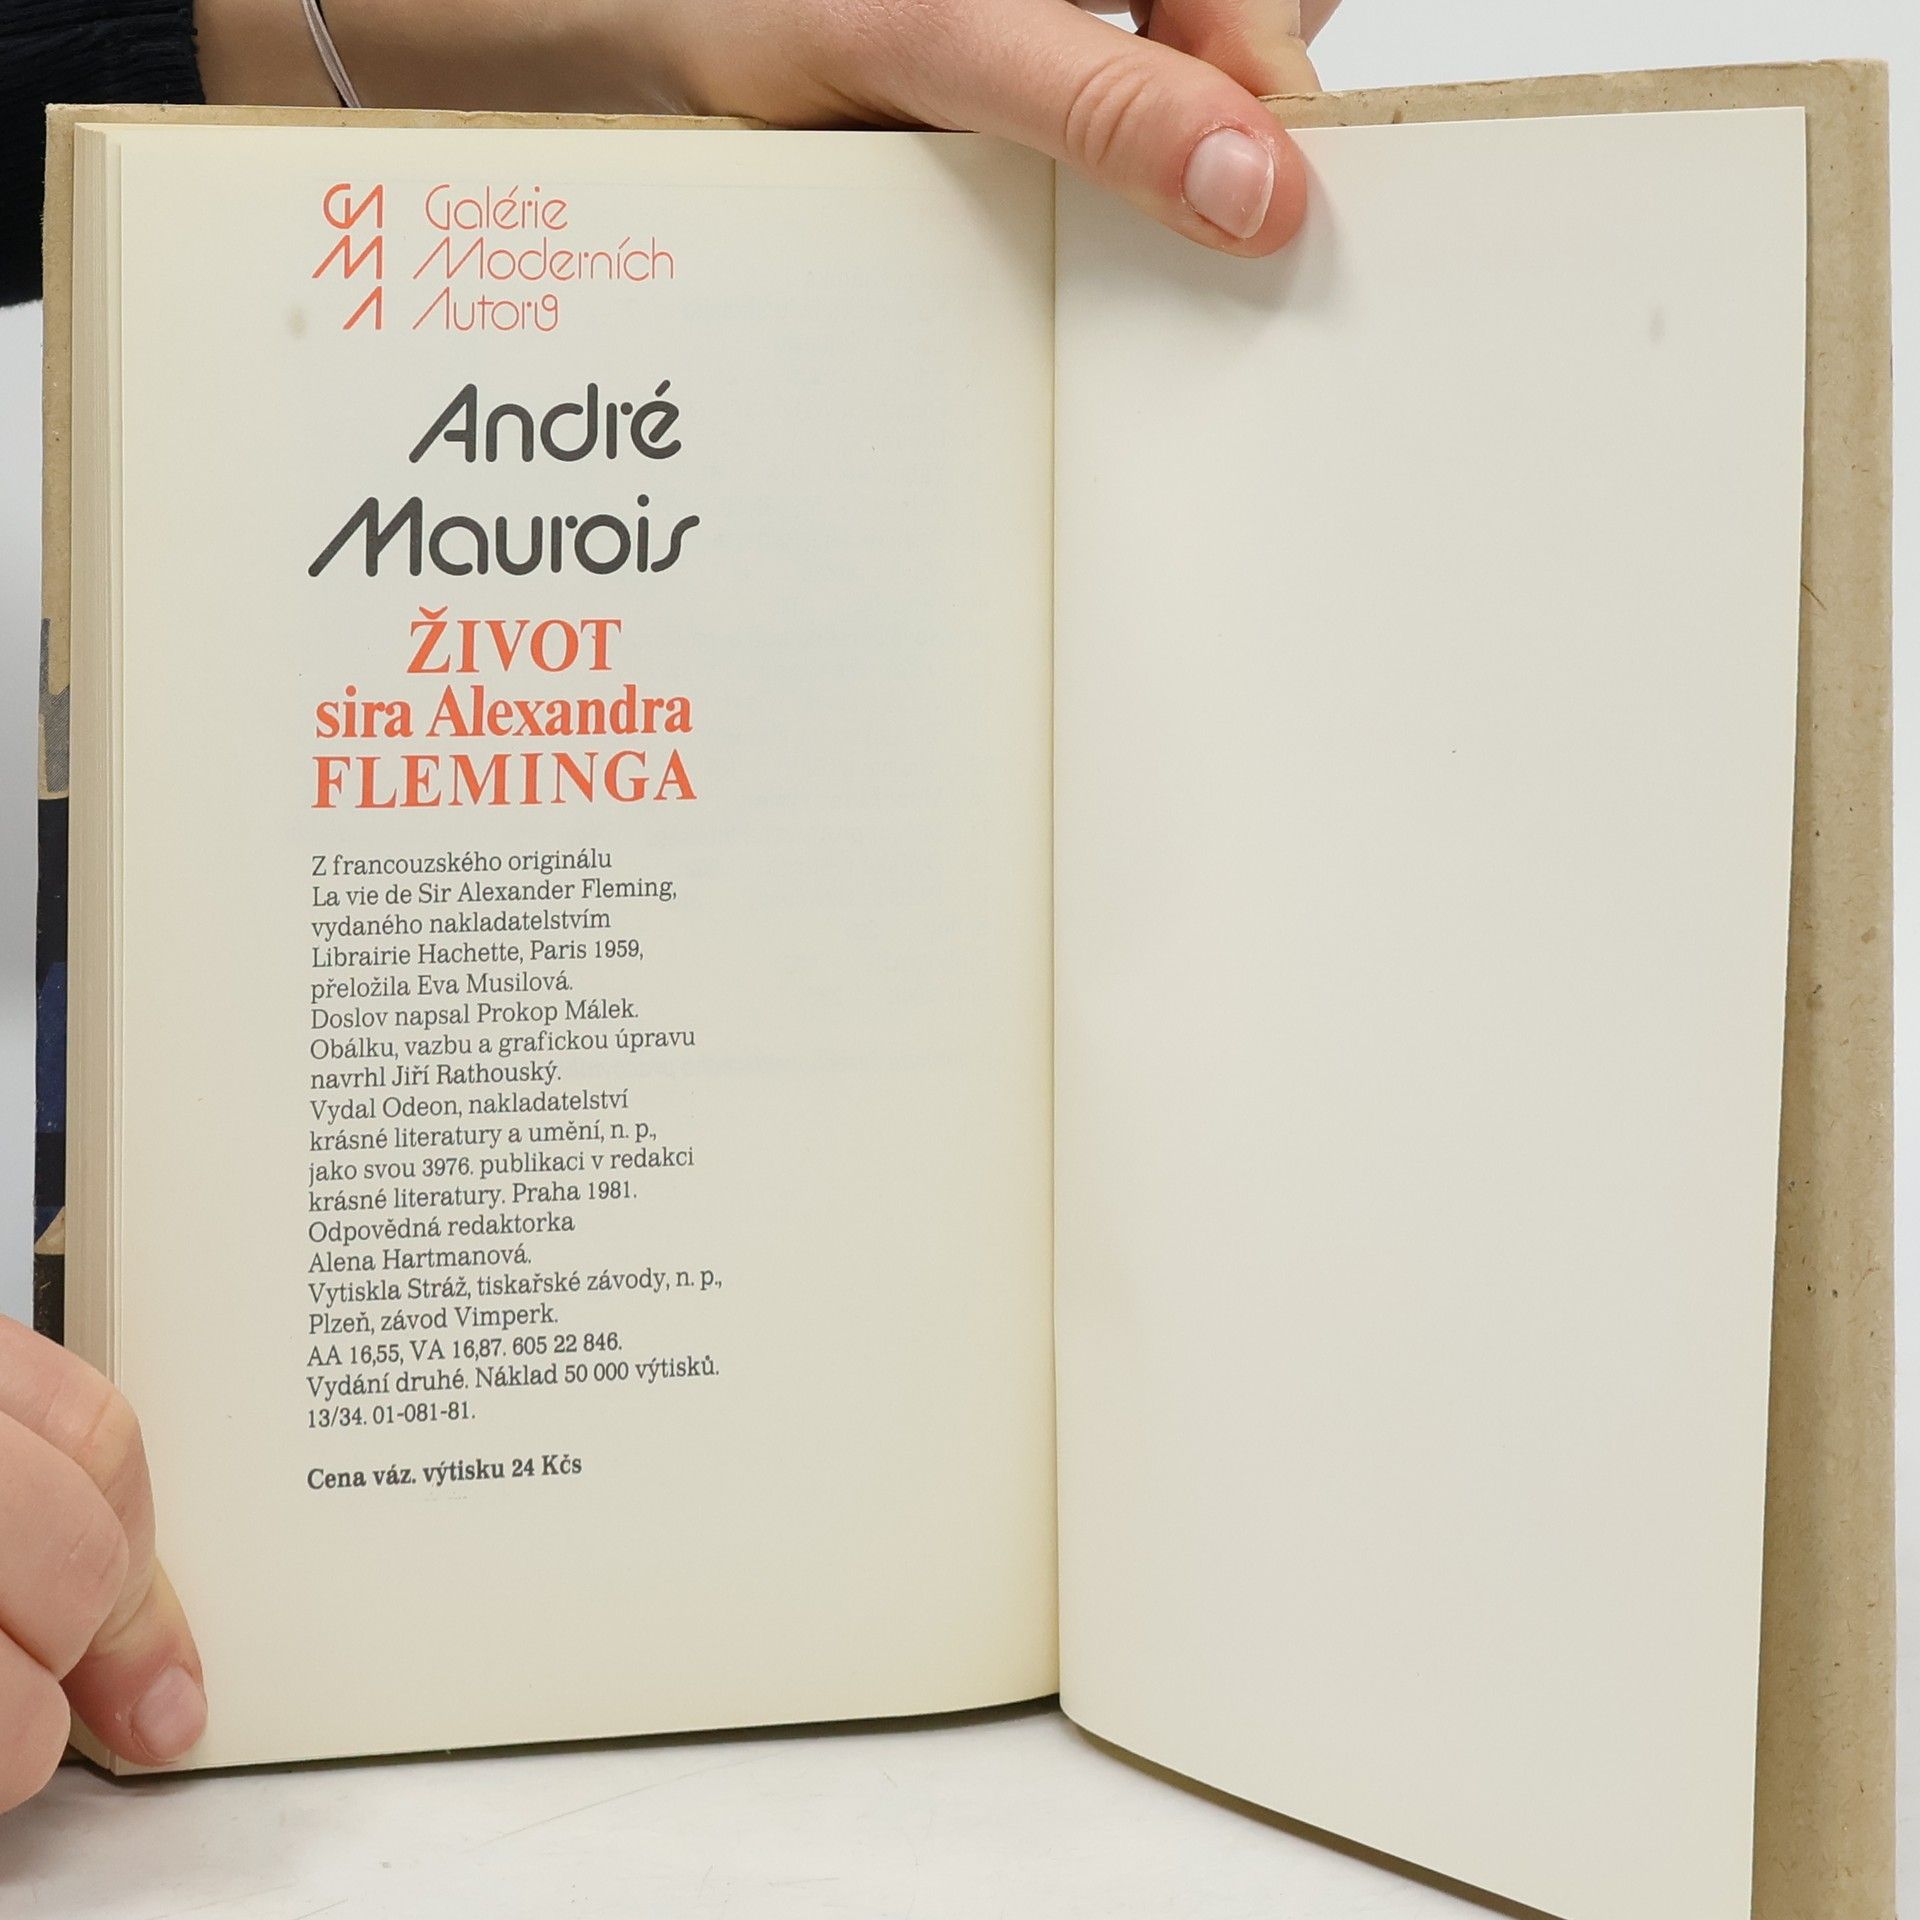 GA Galérie
M Moderních
A Autorů
André
Maurois
ŽIVOT
sira Alexandra
FLEMINGA
Z francouzského originálu
La vie de Sir Alexander Fleming,
vydaného nakladatelstvím
Librairie Hachette, Paris 1959,
přeložila Eva Musilová.
Doslov napsal Prokop Málek.
Obálku, vazbu a grafickou úpravu
navrhl Jiří Rathouský.
Vydal Odeon, nakladatelství
krásné literatury a umění, n. p.,
jako svou 3976. publikaci v redakci
krásné literatury. Praha 1981.
Odpovědná redaktorka
Alena Hartmanová.
Vytiskla Stráž, tiskařské závody, n. p.,
Plzeň, závod Vimperk.
AA 16,55, VA 16,87. 605 22 846.
Vydání druhé. Náklad 50 000 výtisků.
13/34. 01-081-81.
Cena váz. výtisku 24 Kčs